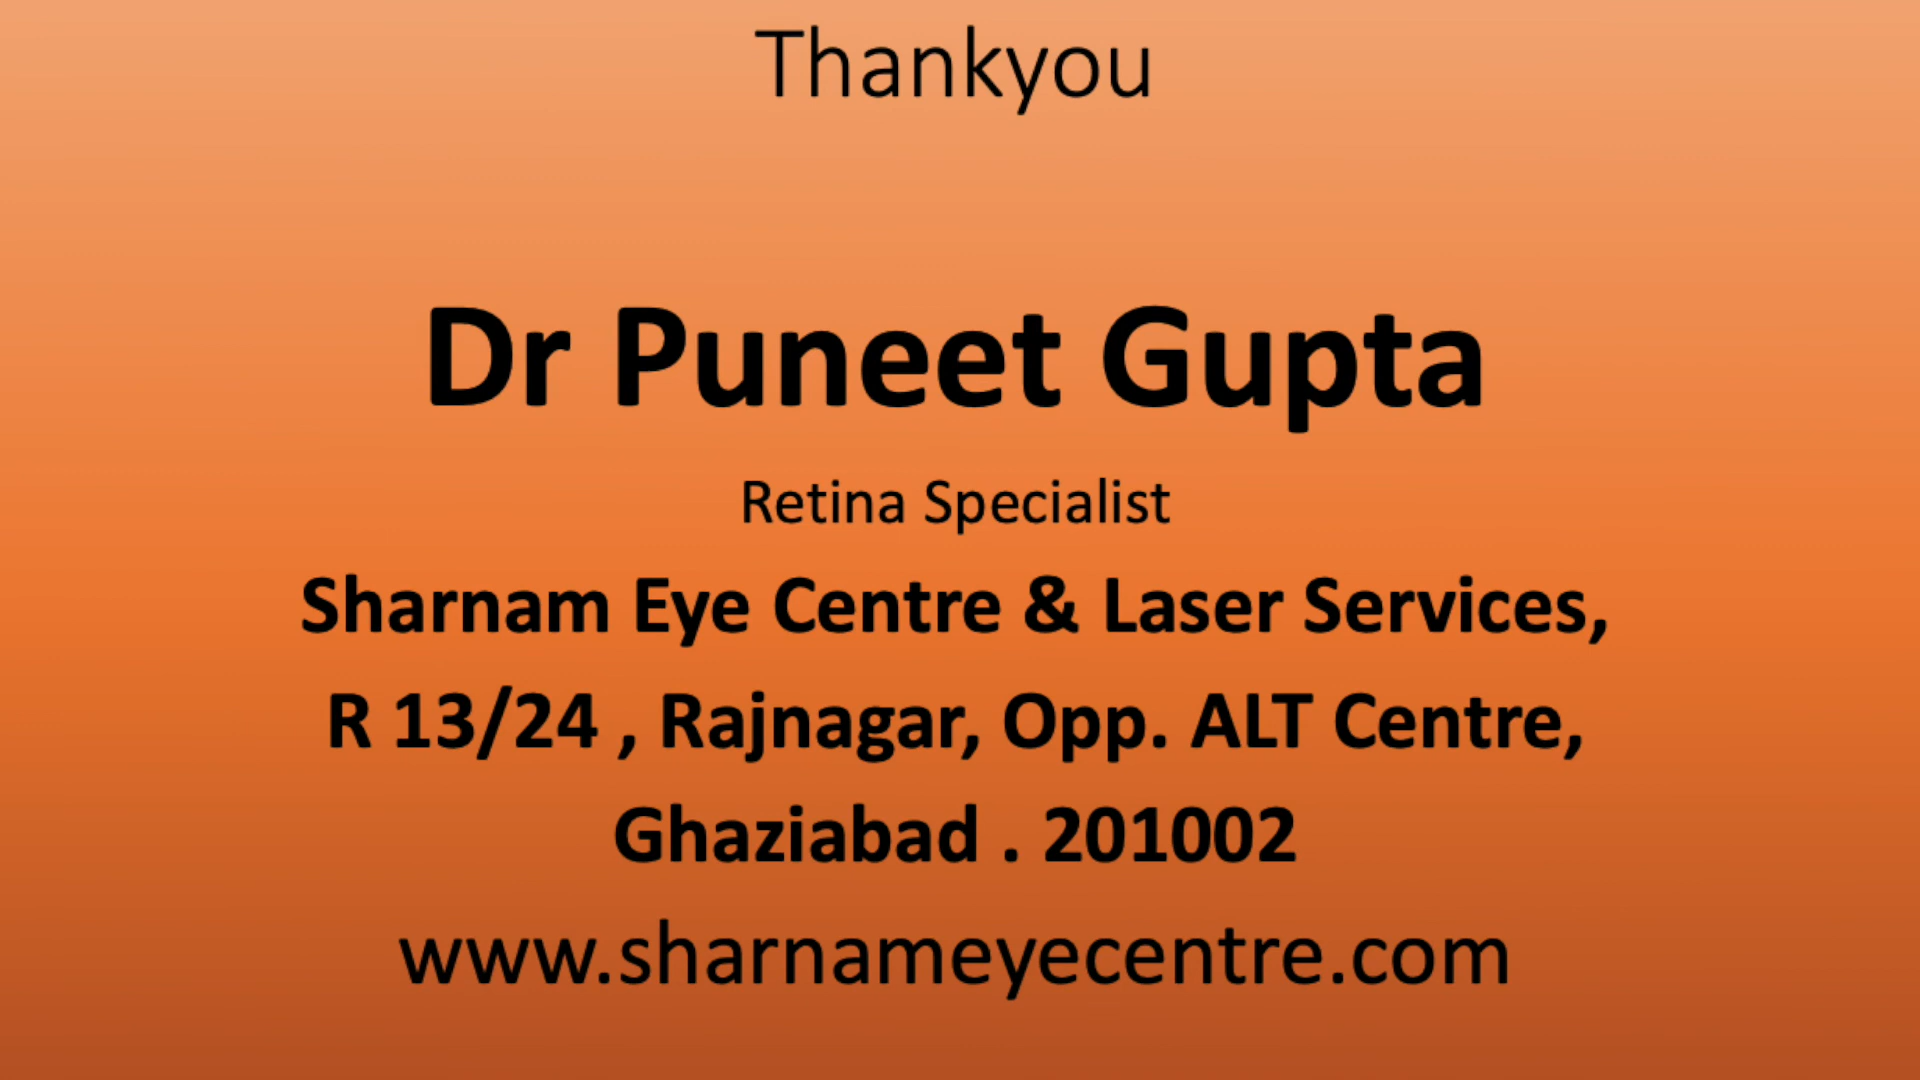 Thankyou
Dr Puneet Gupta
Retina Specialist
Sharnam Eye Centre & Laser Services,
R 13/24 , Rajnagar, Opp. ALT Centre,
Ghaziabad . 201002
www.sharnameyecentre.com